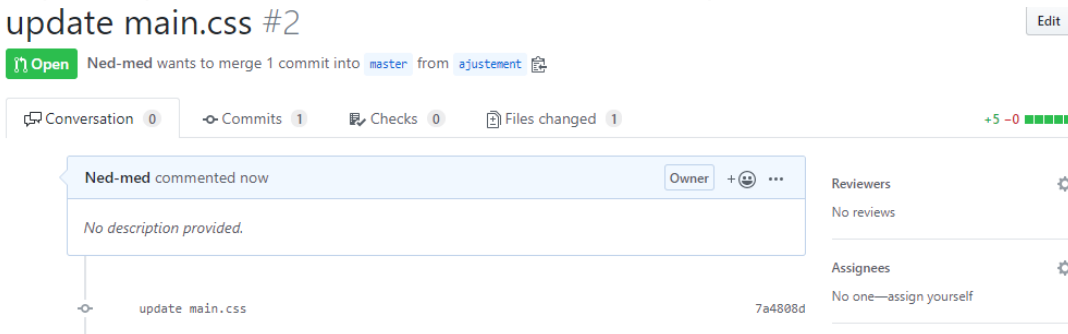 update main.css #2
Edit
Open
Ned-med wants to merge 1 commit into master from ajustement
Conversation 0
Commits 1
Checks 0
Files changed 1
+5 −0
Ned-med commented now
Owner
No description provided.
update main.css
7a4808d
Reviewers
No reviews
Assignees
No one—assign yourself